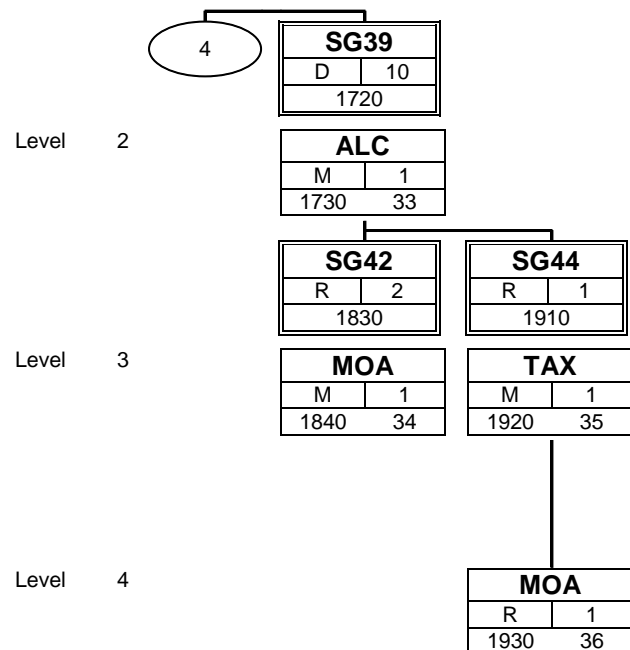 4 SG39
D 10
1720
Level 2 ALC
M 1
1730 33
SG42 SG44
R 2 R 1
1830 1910
Level 3 MOA TAX
M 1 M 1
1840 34 1920 35
Level 4 MOA
R 1
1930 36